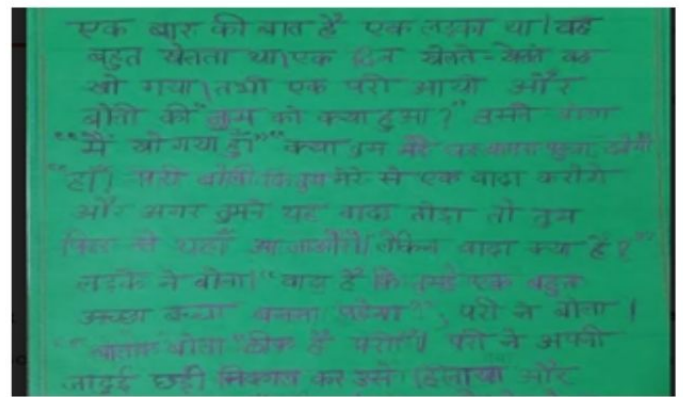 एक बार की बात है एक लड़का था। वह
बहुत खेलता था। एक दिन खेलते-खेलते वह
खो गया। तभी एक परी आयी और
बोली की "तुम को क्या हुआ?" उसने बोला
"मैं खो गया हूँ" "क्या तुम मेरे घर
"हाँ। परी बोली कि तुम मेरे से एक वादा करोगे
और अगर तुमने यह वादा तोड़ा तो तुम
फिर से यहाँ आ जाओगे।। लेकिन वादा क्या है?"
लड़के ने बोला। "वादा है कि तुम्हे एक बहुत
अच्छा बच्चा बनना पड़ेगा?", परी ने बोला।
बालक बोला "ठीक है परी"।। परी ने अपनी
जादुई छड़ी निकाल कर उसे हिलाया और